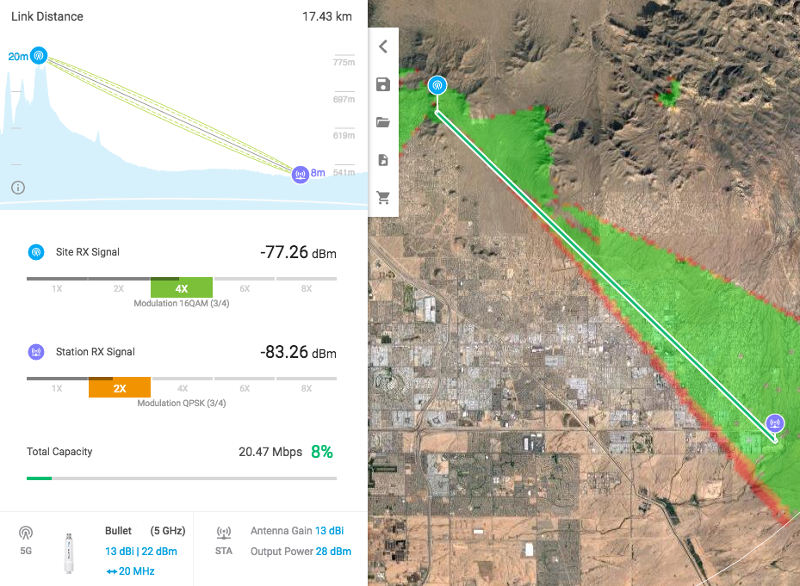 Link Distance 17.43 km
20m
775m
697m
619m
8m 541m
Site RX Signal -77.26 dBm
1X 2X 4X 6X 8X
Modulation 16QAM (3/4)
Station RX Signal -83.26 dBm
1X 2X 4X 6X 8X
Modulation QPSK (3/4)
Total Capacity 20.47 Mbps 8%
5G
Bullet (5 GHz)
13 dBi | 22 dBm
↔20 MHz
STA
Antenna Gain 13 dBi
Output Power 28 dBm